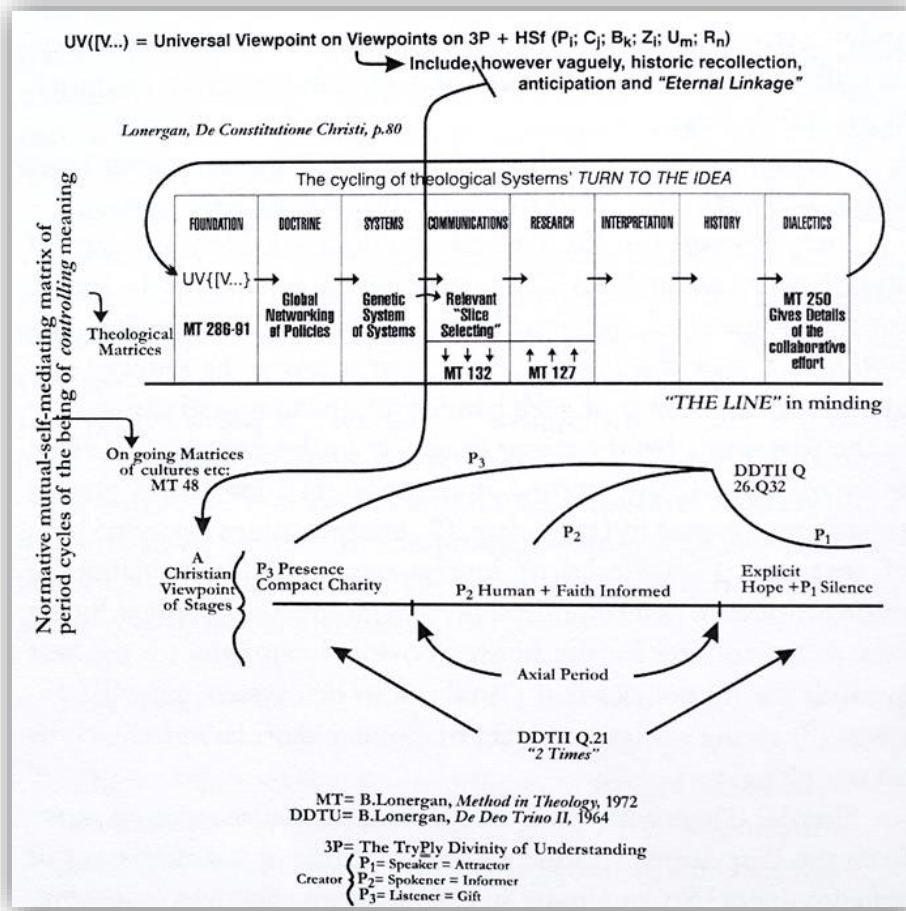 UV([V...) = Universal Viewpoint on Viewpoints on 3P + HSf (Pi; Cj; Bk; Zi; Um; Rn)
Include, however vaguely, historic recollection,
anticipation and "Eternal Linkage"
Lonergan, De Constitutione Christi, p.80
The cycling of theological Systems' TURN TO THE IDEA
FOUNDATION DOCTRINE SYSTEMS COMMUNICATIONS RESEARCH INTERPRETATION HISTORY DIALECTICS
UV{[V...}
MT 286-91
Global
Networking
of Policies
Genetic
System
of Systems
Relevant
"Slice
Selecting"
MT 132
MT 127
MT 250
Gives Details
of the
collaborative
effort
Normative mutual-self-mediating matrix of
period cycles of the being of controlling meaning
Theological
Matrices
"THE LINE" in minding
On going Matrices
of cultures etc:
MT 48
P3
P2
DDTII Q
26.Q32
P1
A
Christian
Viewpoint
of Stages
P3 Presence
Compact Charity
P2 Human + Faith Informed
Explicit
Hope +P1 Silence
Axial Period
DDTII Q.21
"2 Times"
MT= B.Lonergan, Method in Theology, 1972
DDTU= B.Lonergan, De Deo Trino II, 1964
3P= The TryPly Divinity of Understanding
Creator
P1= Speaker = Attractor
P2= Spokener = Informer
P3= Listener = Gift